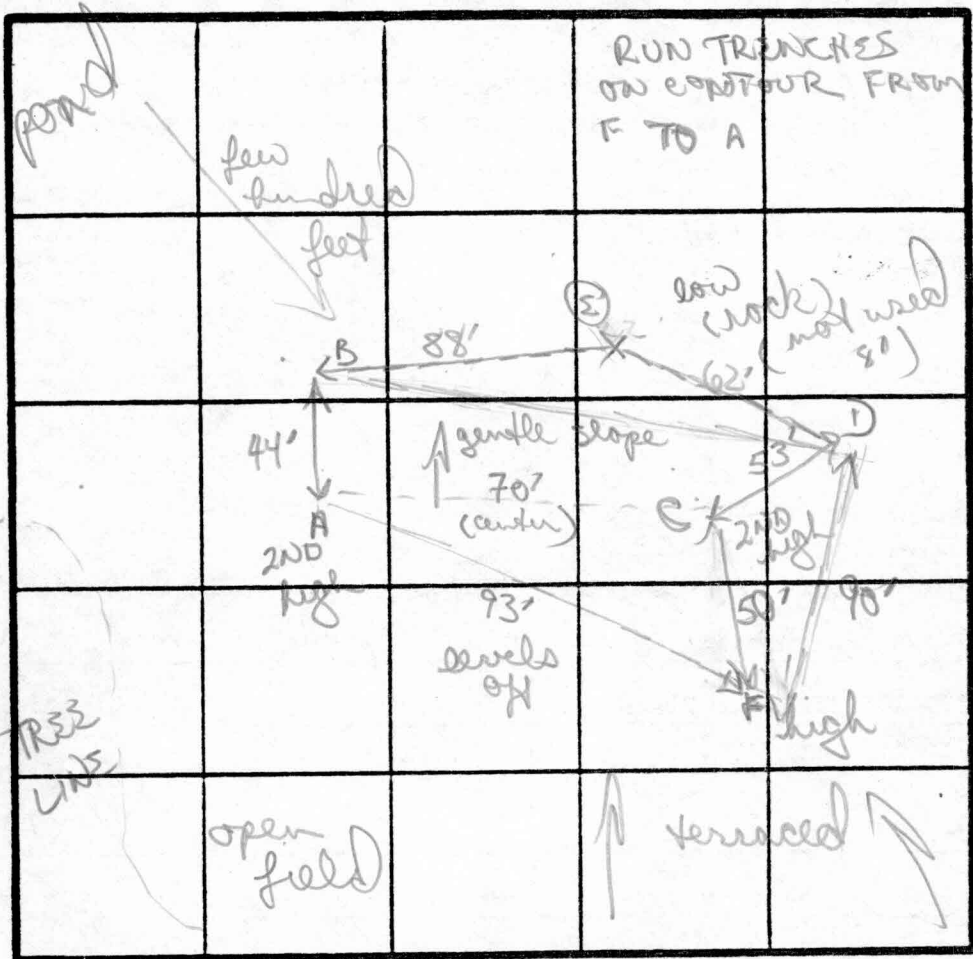 pond
RUN TRENCHES
ON CONTOUR FROM
F TO A
few
hundred
feet
E
low
(rock)
(not used
8')
B
88'
62'
D
44'
gentle slope
53'
70'
(center)
C
2ND
high
A
2ND
high
93'
50'
90'
levels
off
F
high
TREE
LINE
open
field
terraced